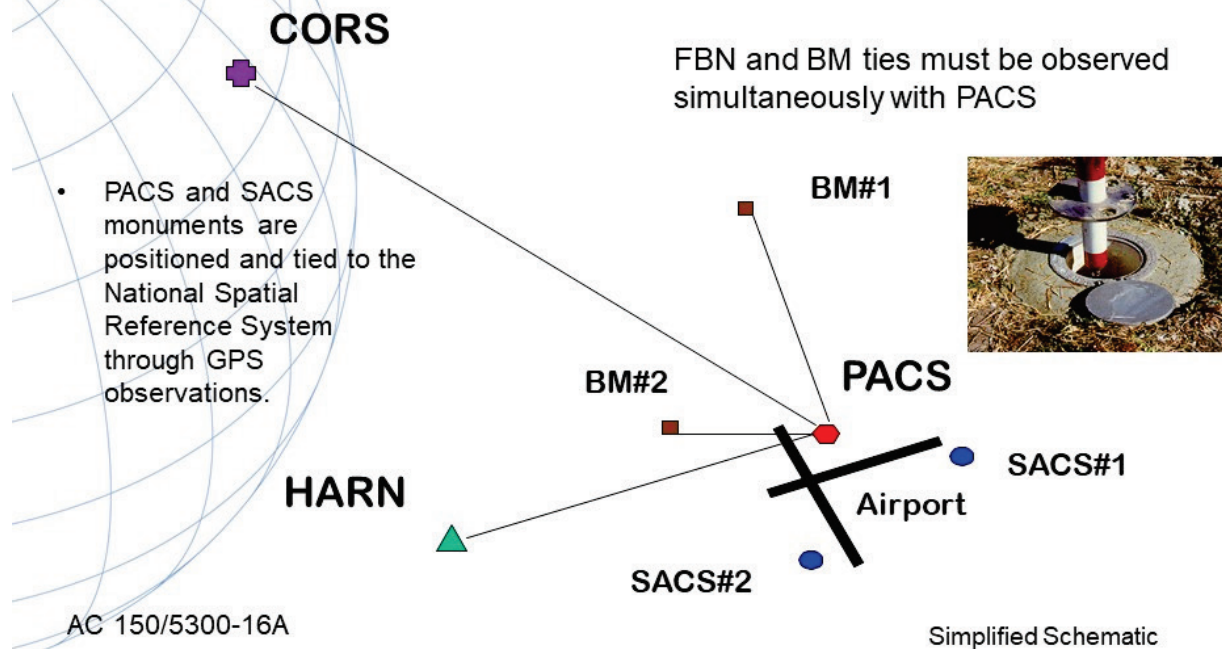 CORS
FBN and BM ties must be observed
simultaneously with PACS
• PACS and SACS
monuments are
positioned and tied to the
National Spatial
Reference System
through GPS
observations.
BM#1
BM#2
PACS
SACS#1
HARN
Airport
SACS#2
AC 150/5300-16A
Simplified Schematic